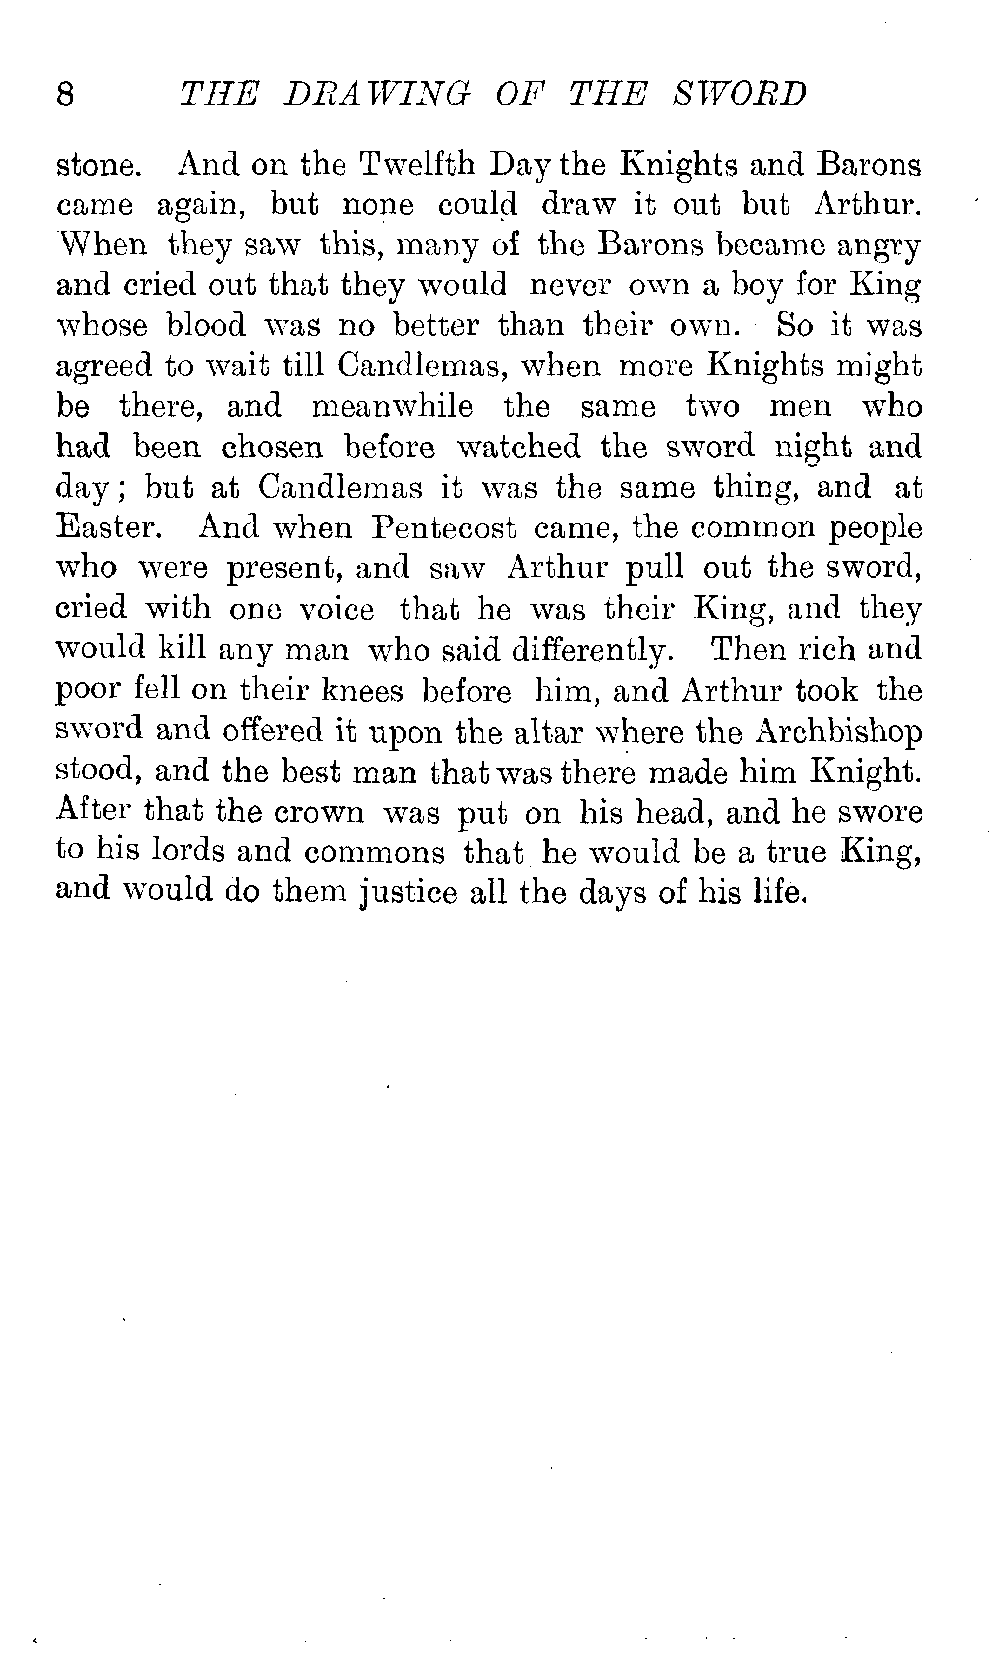 8 THE DRAWING OF THE SWORD
stone. And on the Twelfth Day the Knights and Barons
came again, but none could draw it out but Arthur.
When they saw this, many of the Barons became angry
and cried out that they would never own a boy for King
whose blood was no better than their own. So it was
agreed to wait till Candlemas, when more Knights might
be there, and meanwhile the same two men who
had been chosen before watched the sword night and
day; but at Candlemas it was the same thing, and at
Easter. And when Pentecost came, the common people
who were present, and saw Arthur pull out the sword,
cried with one voice that he was their King, and they
would kill any man who said differently. Then rich and
poor fell on their knees before him, and Arthur took the
sword and offered it upon the altar where the Archbishop
stood, and the best man that was there made him Knight.
After that the crown was put on his head, and he swore
to his lords and commons that he would be a true King,
and would do them justice all the days of his life.